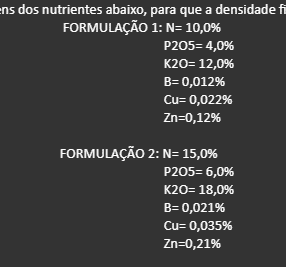 dos nutrientes abaixo, para que a densidade
FORMULAÇÃO 1: N= 10,0%
P2O5= 4,0%
K2O= 12,0%
B= 0,012%
Cu= 0,022%
Zn=0,12%
FORMULAÇÃO 2: N= 15,0%
P2O5= 6,0%
K2O= 18,0%
B= 0,021%
Cu= 0,035%
Zn=0,21%